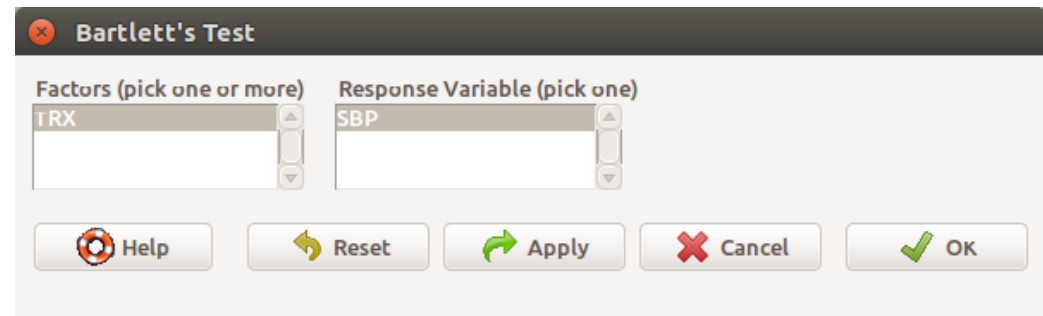 Bartlett's Test
Factors (pick one or more) Response Variable (pick one)
TRX SBP
Help Reset Apply Cancel OK